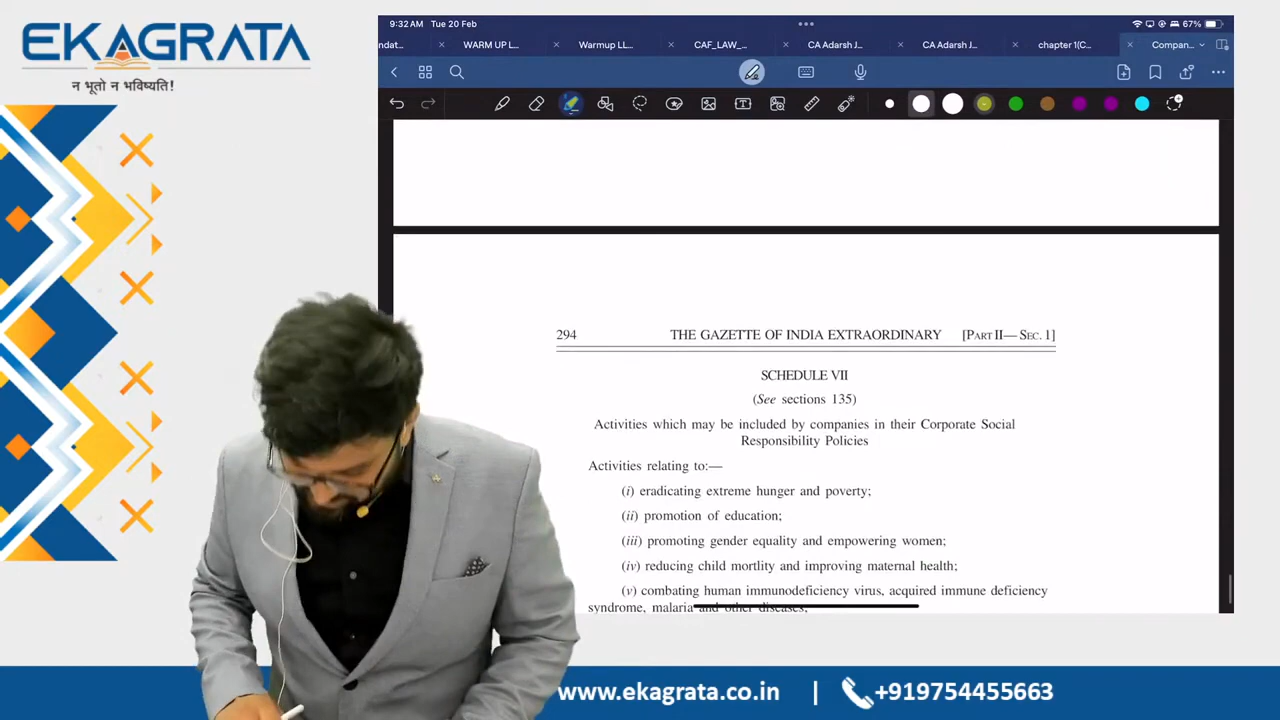 EKAGRATA
न भूतो न भविष्यति!
9:32 AM Tue 20 Feb
67%
ndat... WARM UP L... Warmup LL... CAF_LAW_... CA Adarsh J... CA Adarsh J... chapter 1(C... Compan...
294 THE GAZETTE OF INDIA EXTRAORDINARY [PART II— SEC. 1]
SCHEDULE VII
(See sections 135)
Activities which may be included by companies in their Corporate Social
Responsibility Policies
Activities relating to:—
(i) eradicating extreme hunger and poverty;
(ii) promotion of education;
(iii) promoting gender equality and empowering women;
(iv) reducing child mortlity and improving maternal health;
(v) combating human immunodeficiency virus, acquired immune deficiency
syndrome, malaria and other diseases;
www.ekagrata.co.in | +919754455663